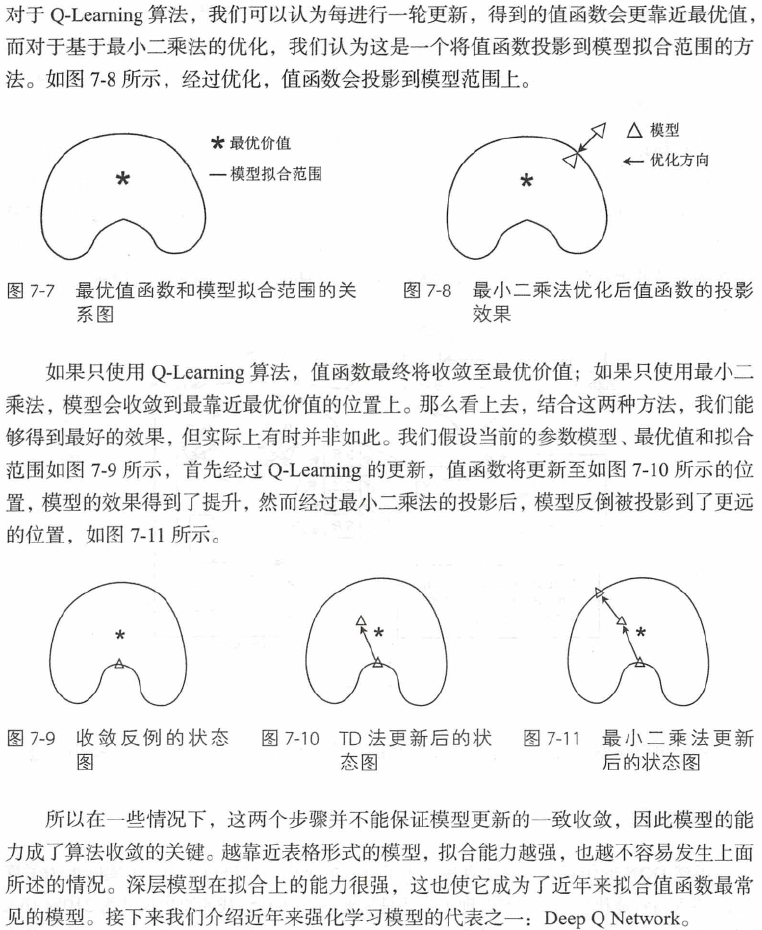 对于 Q-Learning 算法，我们可以认为每进行一轮更新，得到的值函数会更靠近最优值，
而对于基于最小二乘法的优化，我们认为这是一个将值函数投影到模型拟合范围的方
法。如图 7-8 所示，经过优化，值函数会投影到模型范围上。
* 最优价值
— 模型拟合范围
△ 模型
← 优化方向
图 7-7 最优值函数和模型拟合范围的关
系图
图 7-8 最小二乘法优化后值函数的投影
效果
如果只使用 Q-Learning 算法，值函数最终将收敛至最优价值；如果只使用最小二
乘法，模型会收敛到最靠近最优价值的位置上。那么看上去，结合这两种方法，我们能
够得到最好的效果，但实际上有时并非如此。我们假设当前的参数模型、最优值和拟合
范围如图 7-9 所示，首先经过 Q-Learning 的更新，值函数将更新至如图 7-10 所示的位
置，模型的效果得到了提升，然而经过最小二乘法的投影后，模型反倒被投影到了更远
的位置，如图 7-11 所示。
图 7-9 收敛反例的状态
图
图 7-10 TD 法更新后的状
态图
图 7-11 最小二乘法更新
后的状态图
所以在一些情况下，这两个步骤并不能保证模型更新的一致收敛，因此模型的能
力成了算法收敛的关键。越靠近表格形式的模型，拟合能力越强，也越不容易发生上面
所述的情况。深层模型在拟合上的能力很强，这也使它成为了近年来拟合值函数最常
见的模型。接下来我们介绍近年来强化学习模型的代表之一：Deep Q Network。